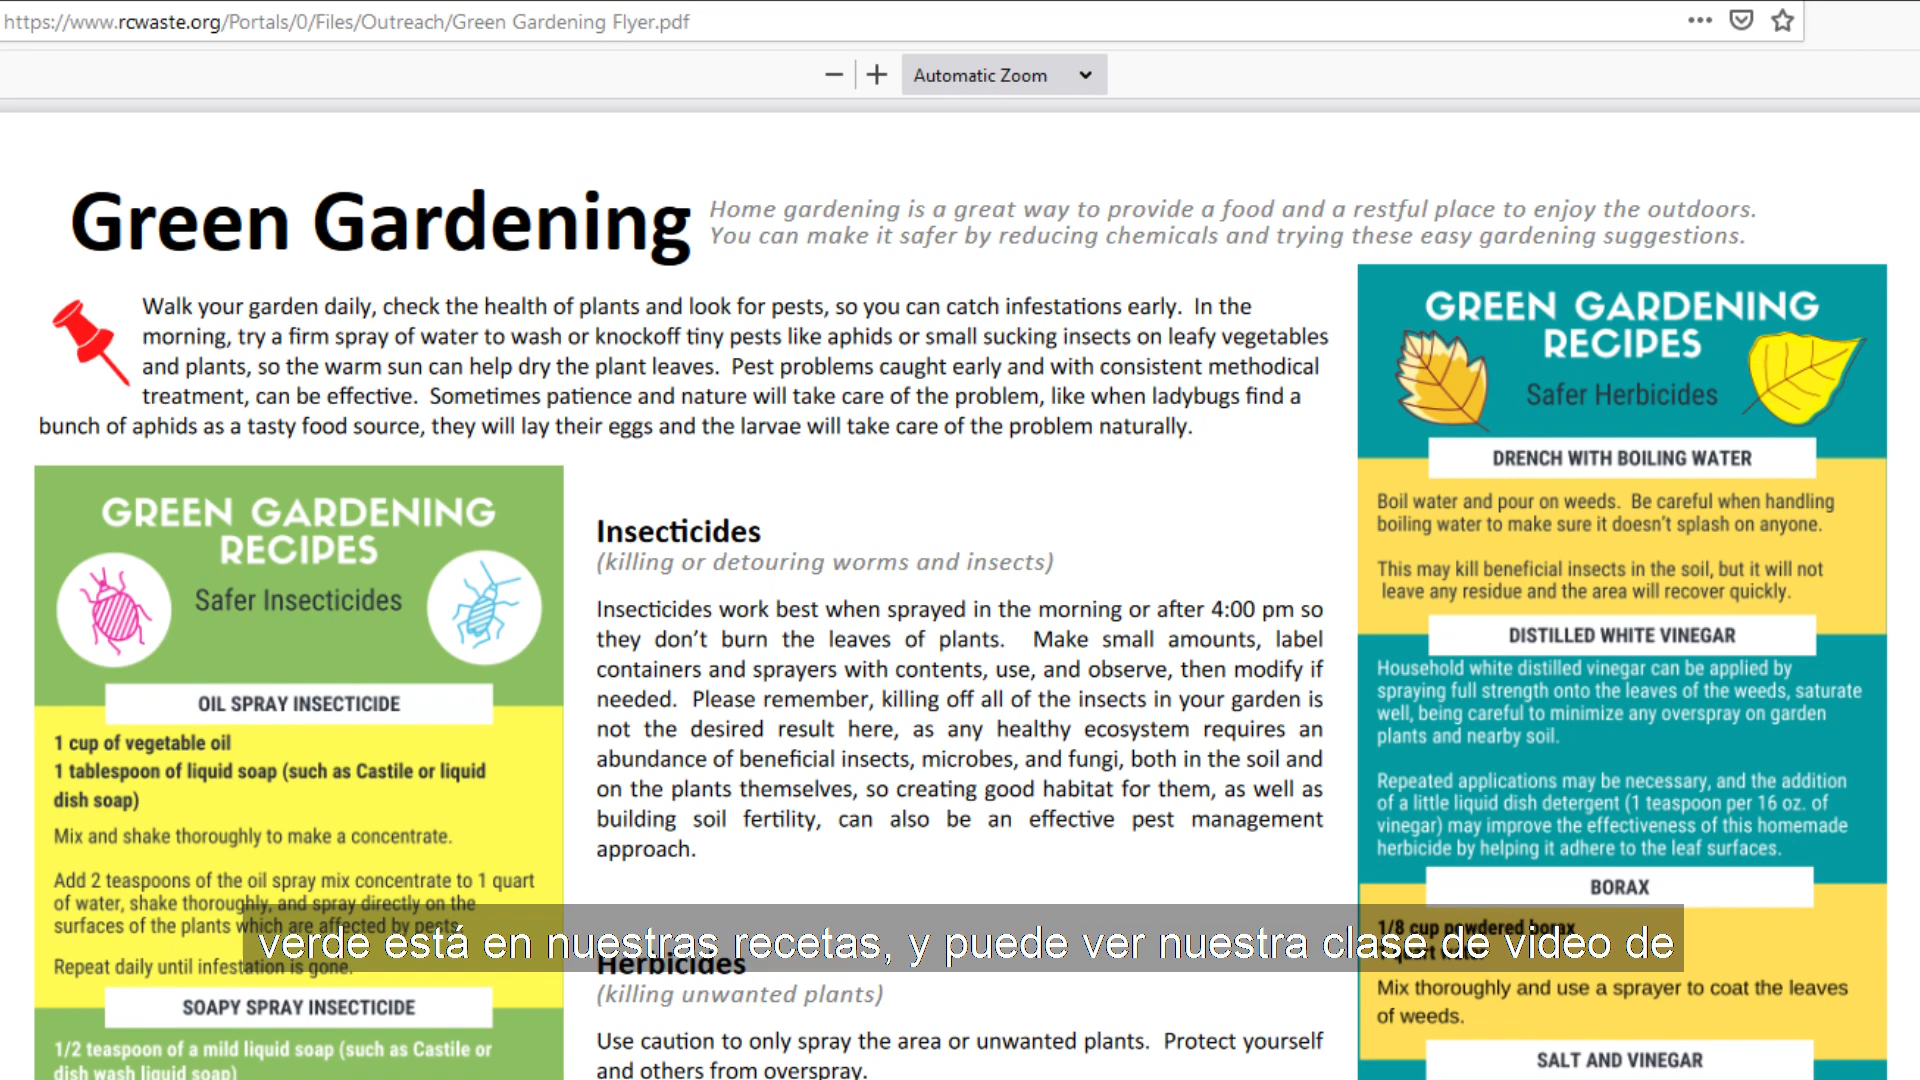 https://www.rcwaste.org/Portals/0/Files/Outreach/Green Gardening Flyer.pdf
Automatic Zoom
Green Gardening
Home gardening is a great way to provide a food and a restful place to enjoy the outdoors.
You can make it safer by reducing chemicals and trying these easy gardening suggestions.
Walk your garden daily, check the health of plants and look for pests, so you can catch infestations early. In the
morning, try a firm spray of water to wash or knockoff tiny pests like aphids or small sucking insects on leafy vegetables
and plants, so the warm sun can help dry the plant leaves. Pest problems caught early and with consistent methodical
treatment, can be effective. Sometimes patience and nature will take care of the problem, like when ladybugs find a
bunch of aphids as a tasty food source, they will lay their eggs and the larvae will take care of the problem naturally.
GREEN GARDENING
RECIPES
Safer Insecticides
OIL SPRAY INSECTICIDE
1 cup of vegetable oil
1 tablespoon of liquid soap (such as Castile or liquid
dish soap)
Mix and shake thoroughly to make a concentrate.
Add 2 teaspoons of the oil spray mix concentrate to 1 quart
of water, shake thoroughly, and spray directly on the
surfaces of the plants which are affected by pests.
Repeat daily until infestation is gone.
SOAPY SPRAY INSECTICIDE
1/2 teaspoon of a mild liquid soap (such as Castile or
dish wash liquid soap)
Insecticides
(killing or detouring worms and insects)
Insecticides work best when sprayed in the morning or after 4:00 pm so
they don't burn the leaves of plants. Make small amounts, label
containers and sprayers with contents, use, and observe, then modify if
needed. Please remember, killing off all of the insects in your garden is
not the desired result here, as any healthy ecosystem requires an
abundance of beneficial insects, microbes, and fungi, both in the soil and
on the plants themselves, so creating good habitat for them, as well as
building soil fertility, can also be an effective pest management
approach.
Herbicides
(killing unwanted plants)
Use caution to only spray the area or unwanted plants. Protect yourself
and others from overspray.
GREEN GARDENING
RECIPES
Safer Herbicides
DRENCH WITH BOILING WATER
Boil water and pour on weeds. Be careful when handling
boiling water to make sure it doesn't splash on anyone.
This may kill beneficial insects in the soil, but it will not
leave any residue and the area will recover quickly.
DISTILLED WHITE VINEGAR
Household white distilled vinegar can be applied by
spraying full strength onto the leaves of the weeds, saturate
well, being careful to minimize any overspray on garden
plants and nearby soil.
Repeated applications may be necessary, and the addition
of a little liquid dish detergent (1 teaspoon per 16 oz. of
vinegar) may improve the effectiveness of this homemade
herbicide by helping it adhere to the leaf surfaces.
BORAX
1/8 cup powdered borax
Mix thoroughly and use a sprayer to coat the leaves
of weeds.
SALT AND VINEGAR
verde está en nuestras recetas, y puede ver nuestra clase de video de